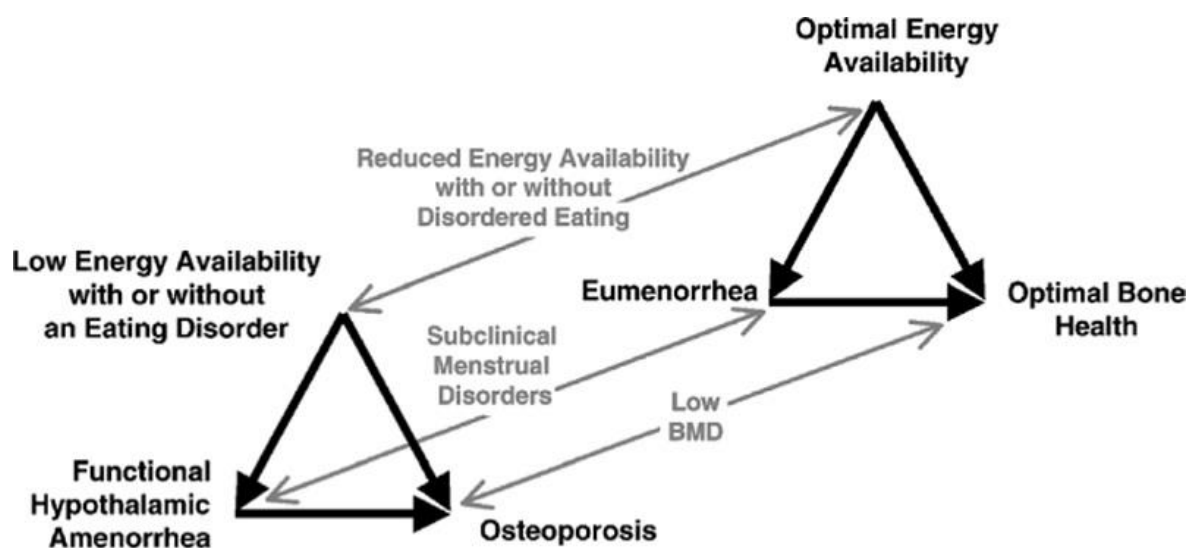 Optimal Energy
Availability
Reduced Energy Availability
with or without
Disordered Eating
Low Energy Availability
with or without
an Eating Disorder
Eumenorrhea
Optimal Bone
Health
Subclinical
Menstrual
Disorders
Low
BMD
Functional
Hypothalamic
Amenorrhea
Osteoporosis